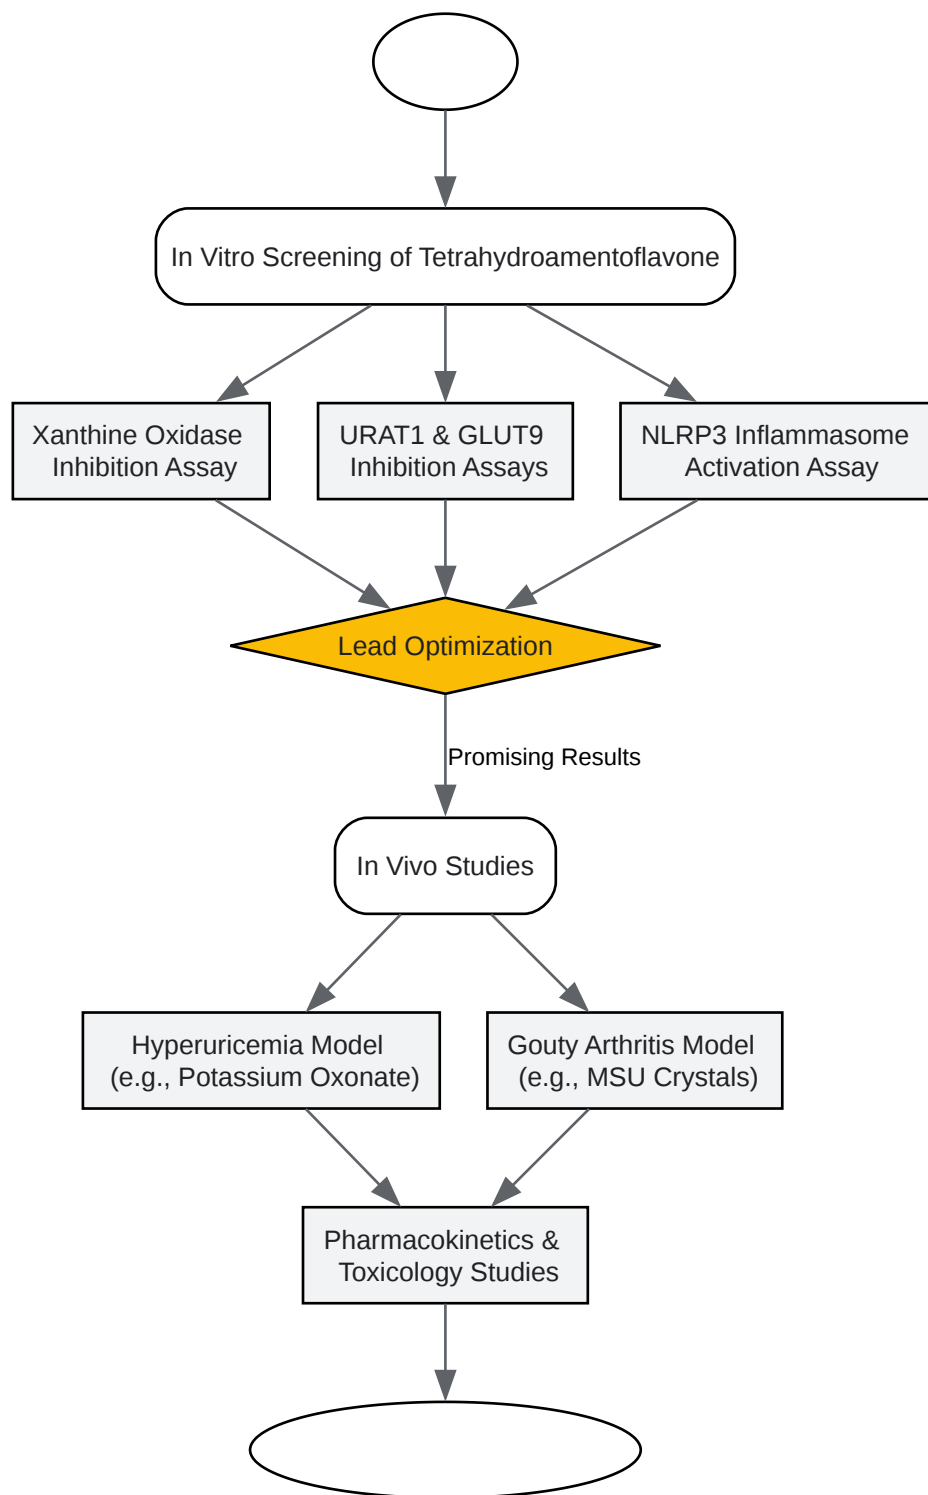 In Vitro Screening of Tetrahydroamentoflavone
Xanthine Oxidase
Inhibition Assay
URAT1 & GLUT9
Inhibition Assays
NLRP3 Inflammasome
Activation Assay
Lead Optimization
Promising Results
In Vivo Studies
Hyperuricemia Model
(e.g., Potassium Oxonate)
Gouty Arthritis Model
(e.g., MSU Crystals)
Pharmacokinetics &
Toxicology Studies